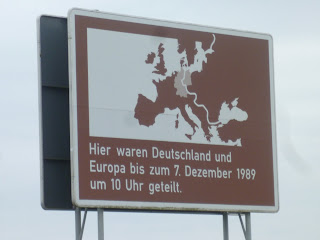 Hier waren Deutschland und
Europa bis zum 7. Dezember 1989
um 10 Uhr geteilt.